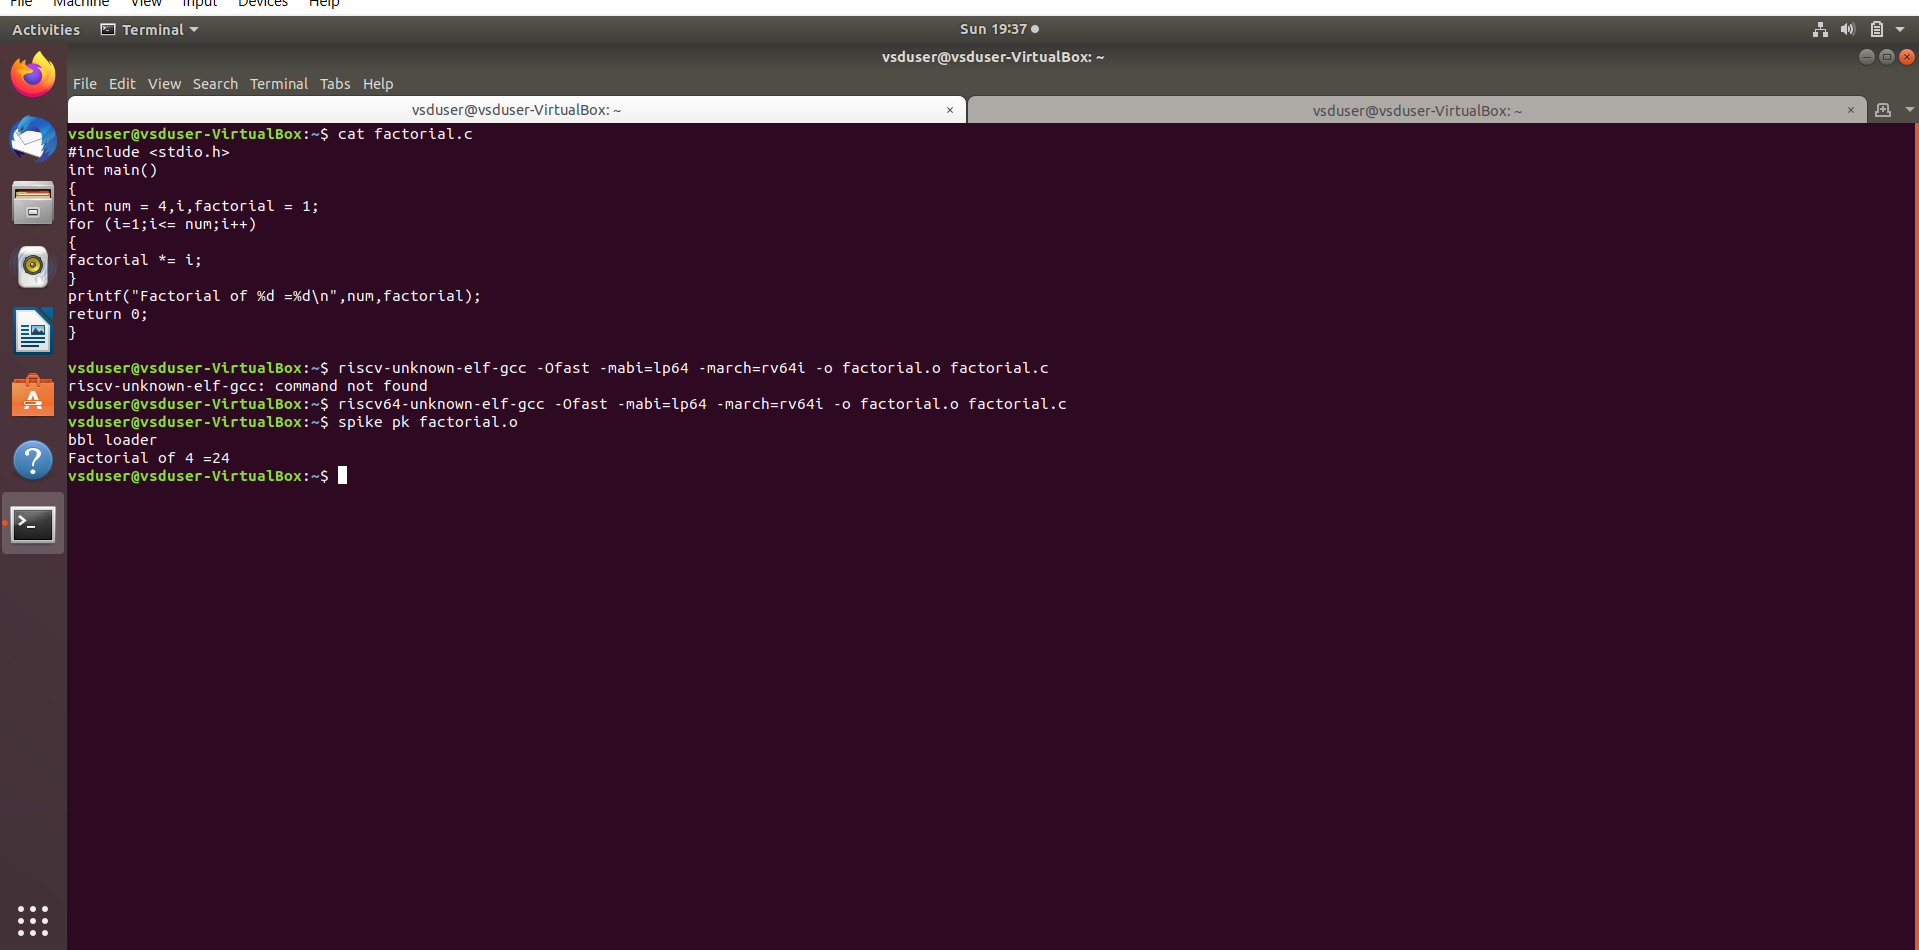 File Machine View Input Devices Help
Activities Terminal Sun 19:37
vsduser@vsduser-VirtualBox: ~
File Edit View Search Terminal Tabs Help
vsduser@vsduser-VirtualBox: ~ × vsduser@vsduser-VirtualBox: ~ ×
vsduser@vsduser-VirtualBox:~$ cat factorial.c
#include <stdio.h>
int main()
{
int num = 4,i,factorial = 1;
for (i=1;i<= num;i++)
{
factorial *= i;
}
printf("Factorial of %d =%d\n",num,factorial);
return 0;
}
vsduser@vsduser-VirtualBox:~$ riscv-unknown-elf-gcc -Ofast -mabi=lp64 -march=rv64i -o factorial.o factorial.c
riscv-unknown-elf-gcc: command not found
vsduser@vsduser-VirtualBox:~$ riscv64-unknown-elf-gcc -Ofast -mabi=lp64 -march=rv64i -o factorial.o factorial.c
vsduser@vsduser-VirtualBox:~$ spike pk factorial.o
bbl loader
Factorial of 4 =24
vsduser@vsduser-VirtualBox:~$